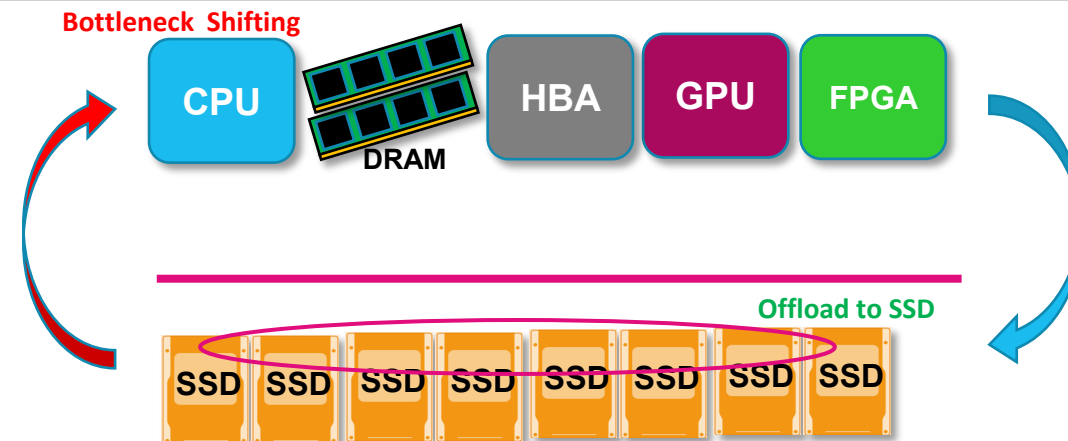 Bottleneck  Shifting
CPU
DRAM
HBA
GPU
FPGA
Offload to SSD
SSD
SSD
SSD
SSD
SSD
SSD
SSD
SSD